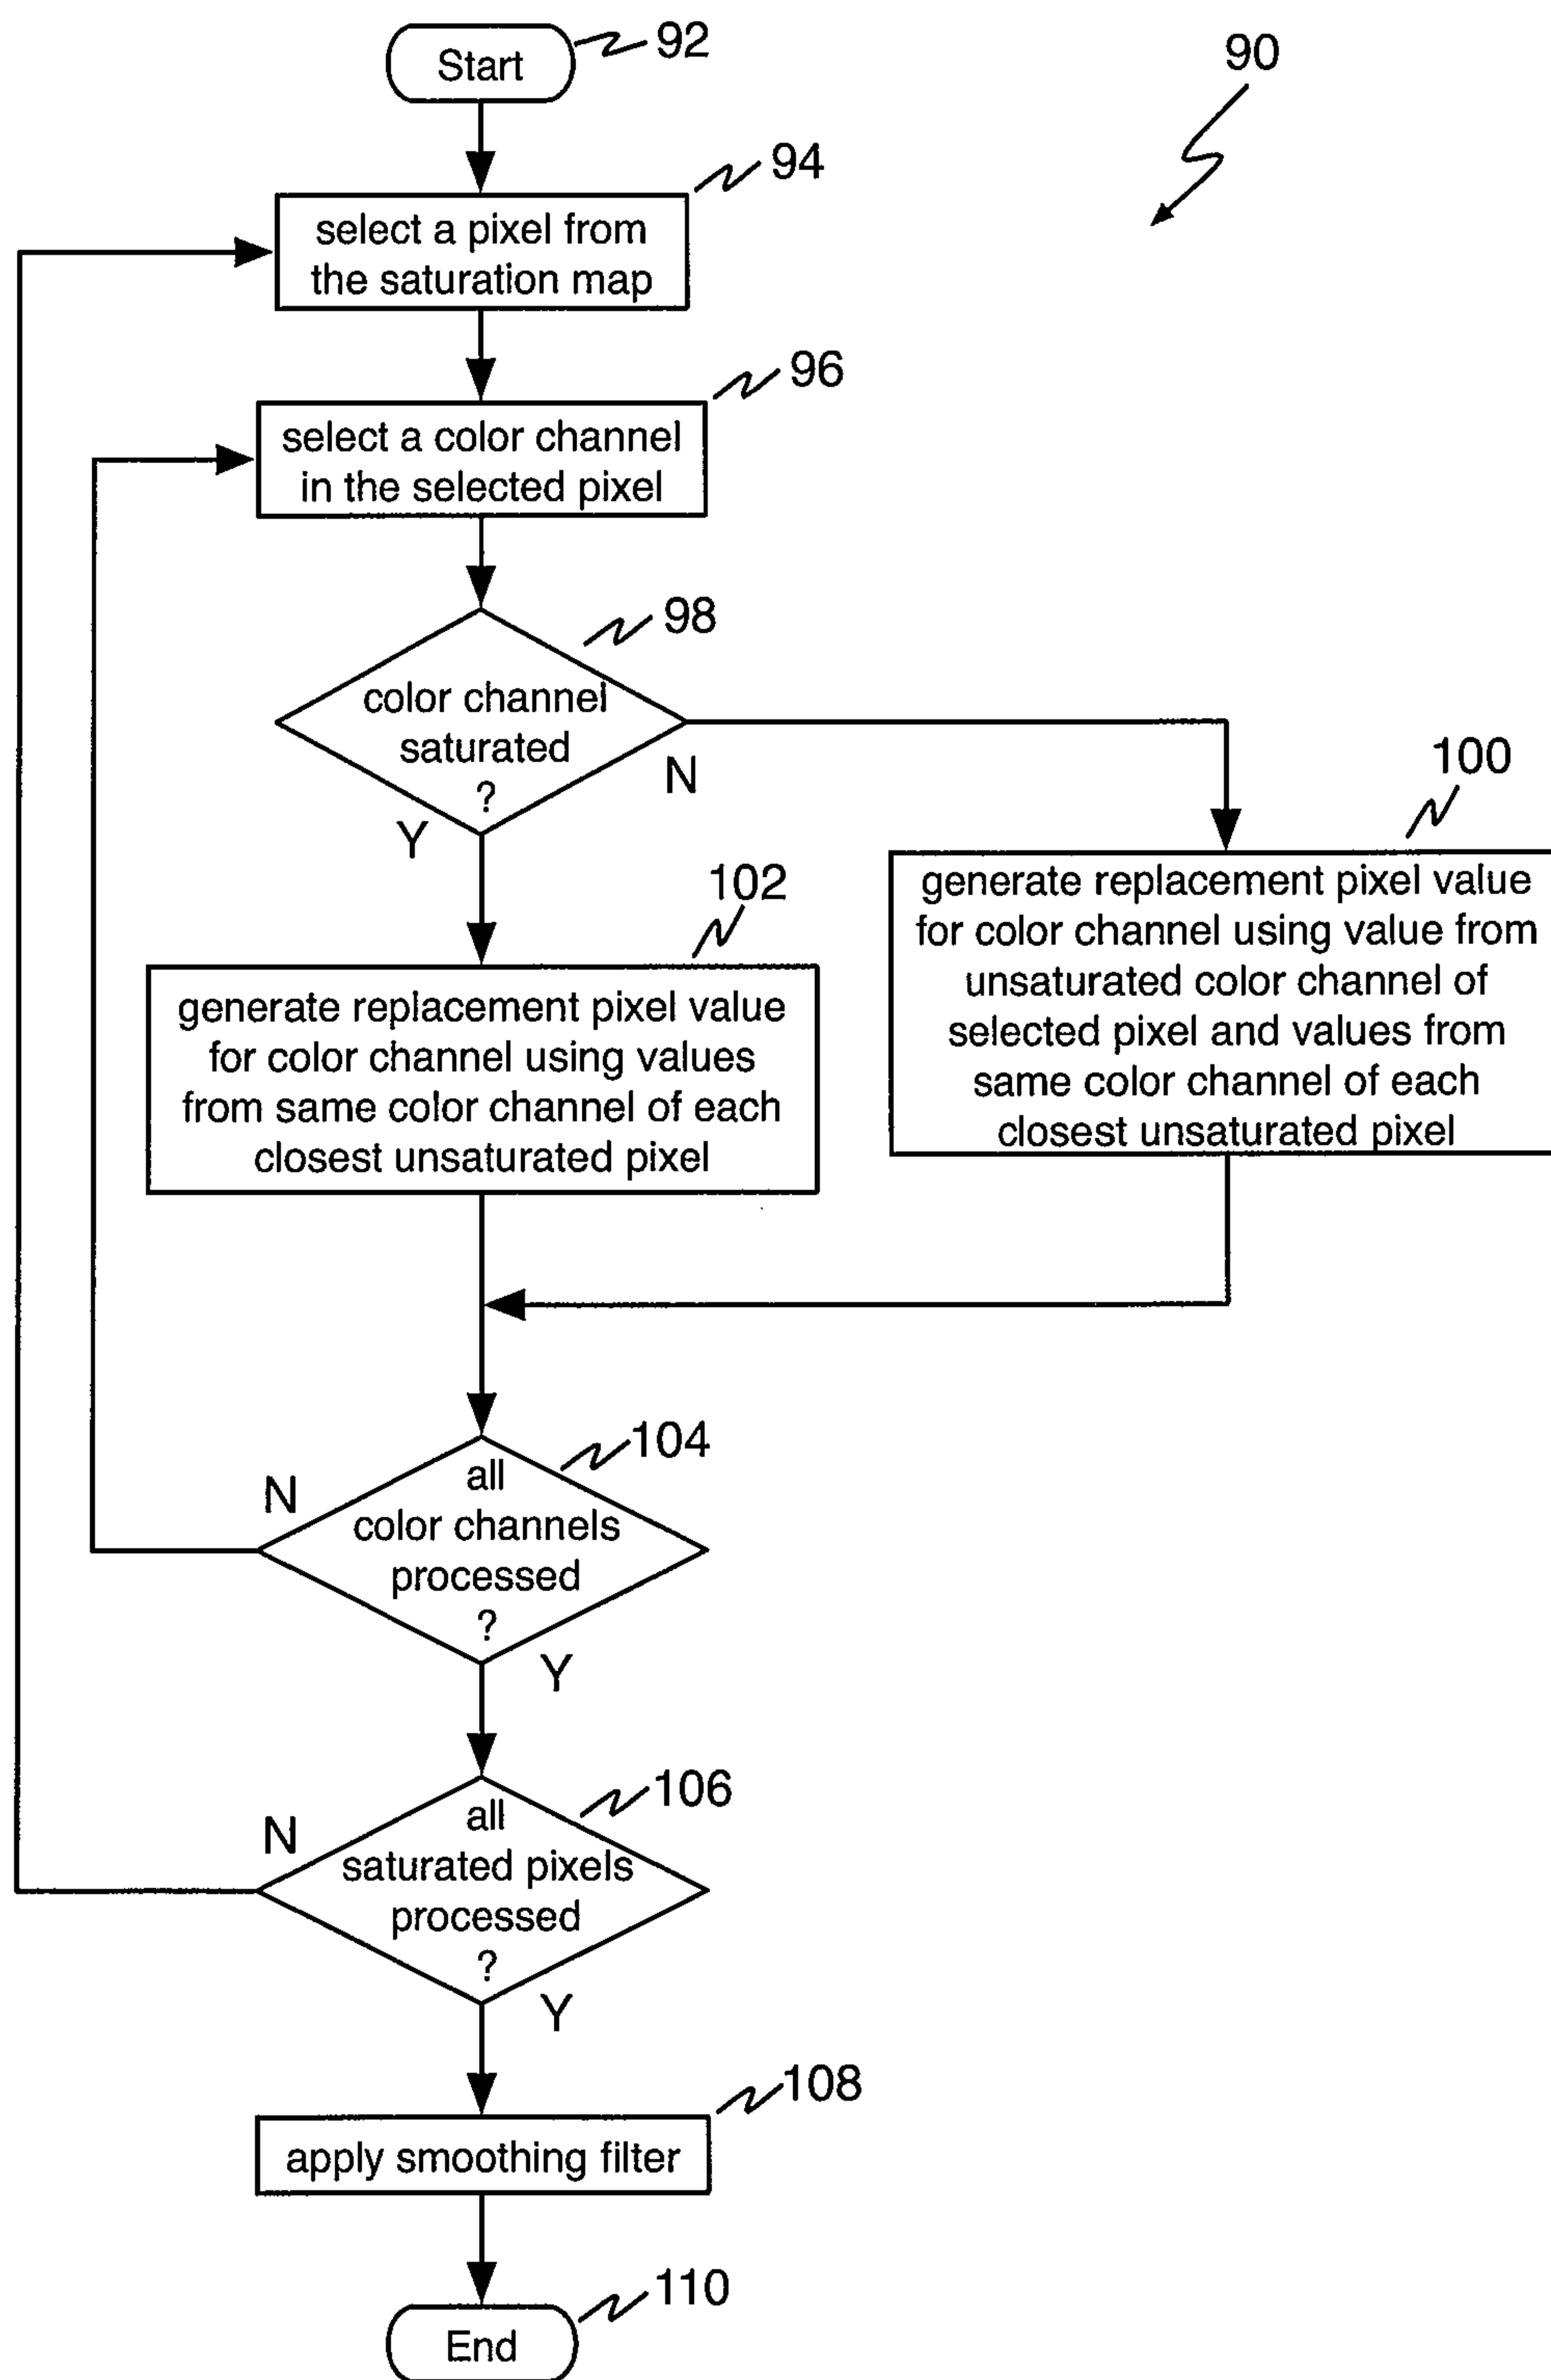 Start
92
90
94
select a pixel from
the saturation map
96
select a color channel
in the selected pixel
98
color channel
saturated
?
N
Y
100
generate replacement pixel value
for color channel using value from
unsaturated color channel of
selected pixel and values from
same color channel of each
closest unsaturated pixel
102
generate replacement pixel value
for color channel using values
from same color channel of each
closest unsaturated pixel
104
all
color channels
processed
?
N
Y
106
all
saturated pixels
processed
?
N
Y
108
apply smoothing filter
110
End